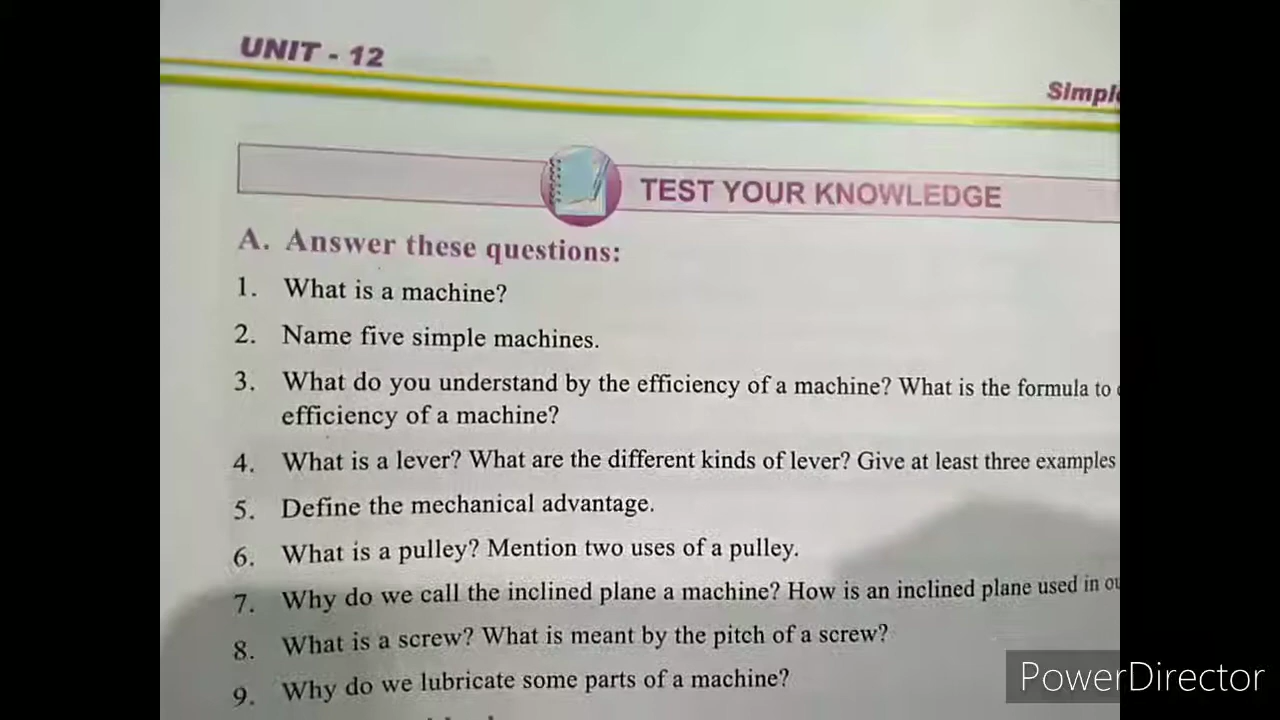 UNIT - 12
TEST YOUR KNOWLEDGE
A. Answer these questions:
1. What is a machine?
2. Name five simple machines.
3. What do you understand by the efficiency of a machine? What is the formula to
efficiency of a machine?
4. What is a lever? What are the different kinds of lever? Give at least three examples
5. Define the mechanical advantage.
6. What is a pulley? Mention two uses of a pulley.
7. Why do we call the inclined plane a machine? How is an inclined plane used in
8. What is a screw? What is meant by the pitch of a screw?
9. Why do we lubricate some parts of a machine?
PowerDirector